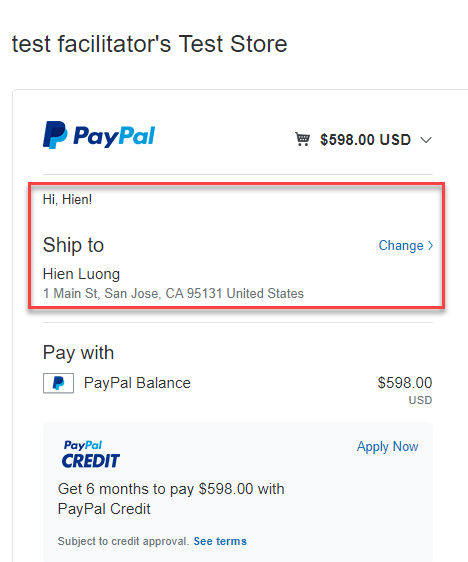 test facilitator's Test Store
PayPal
$598.00 USD
Hi, Hien!
Ship to
Change
Hien Luong
1 Main St, San Jose, CA 95131 United States
Pay with
PayPal Balance
$598.00
USD
PayPal
CREDIT
Apply Now
Get 6 months to pay $598.00 with
PayPal Credit
Subject to credit approval. See terms